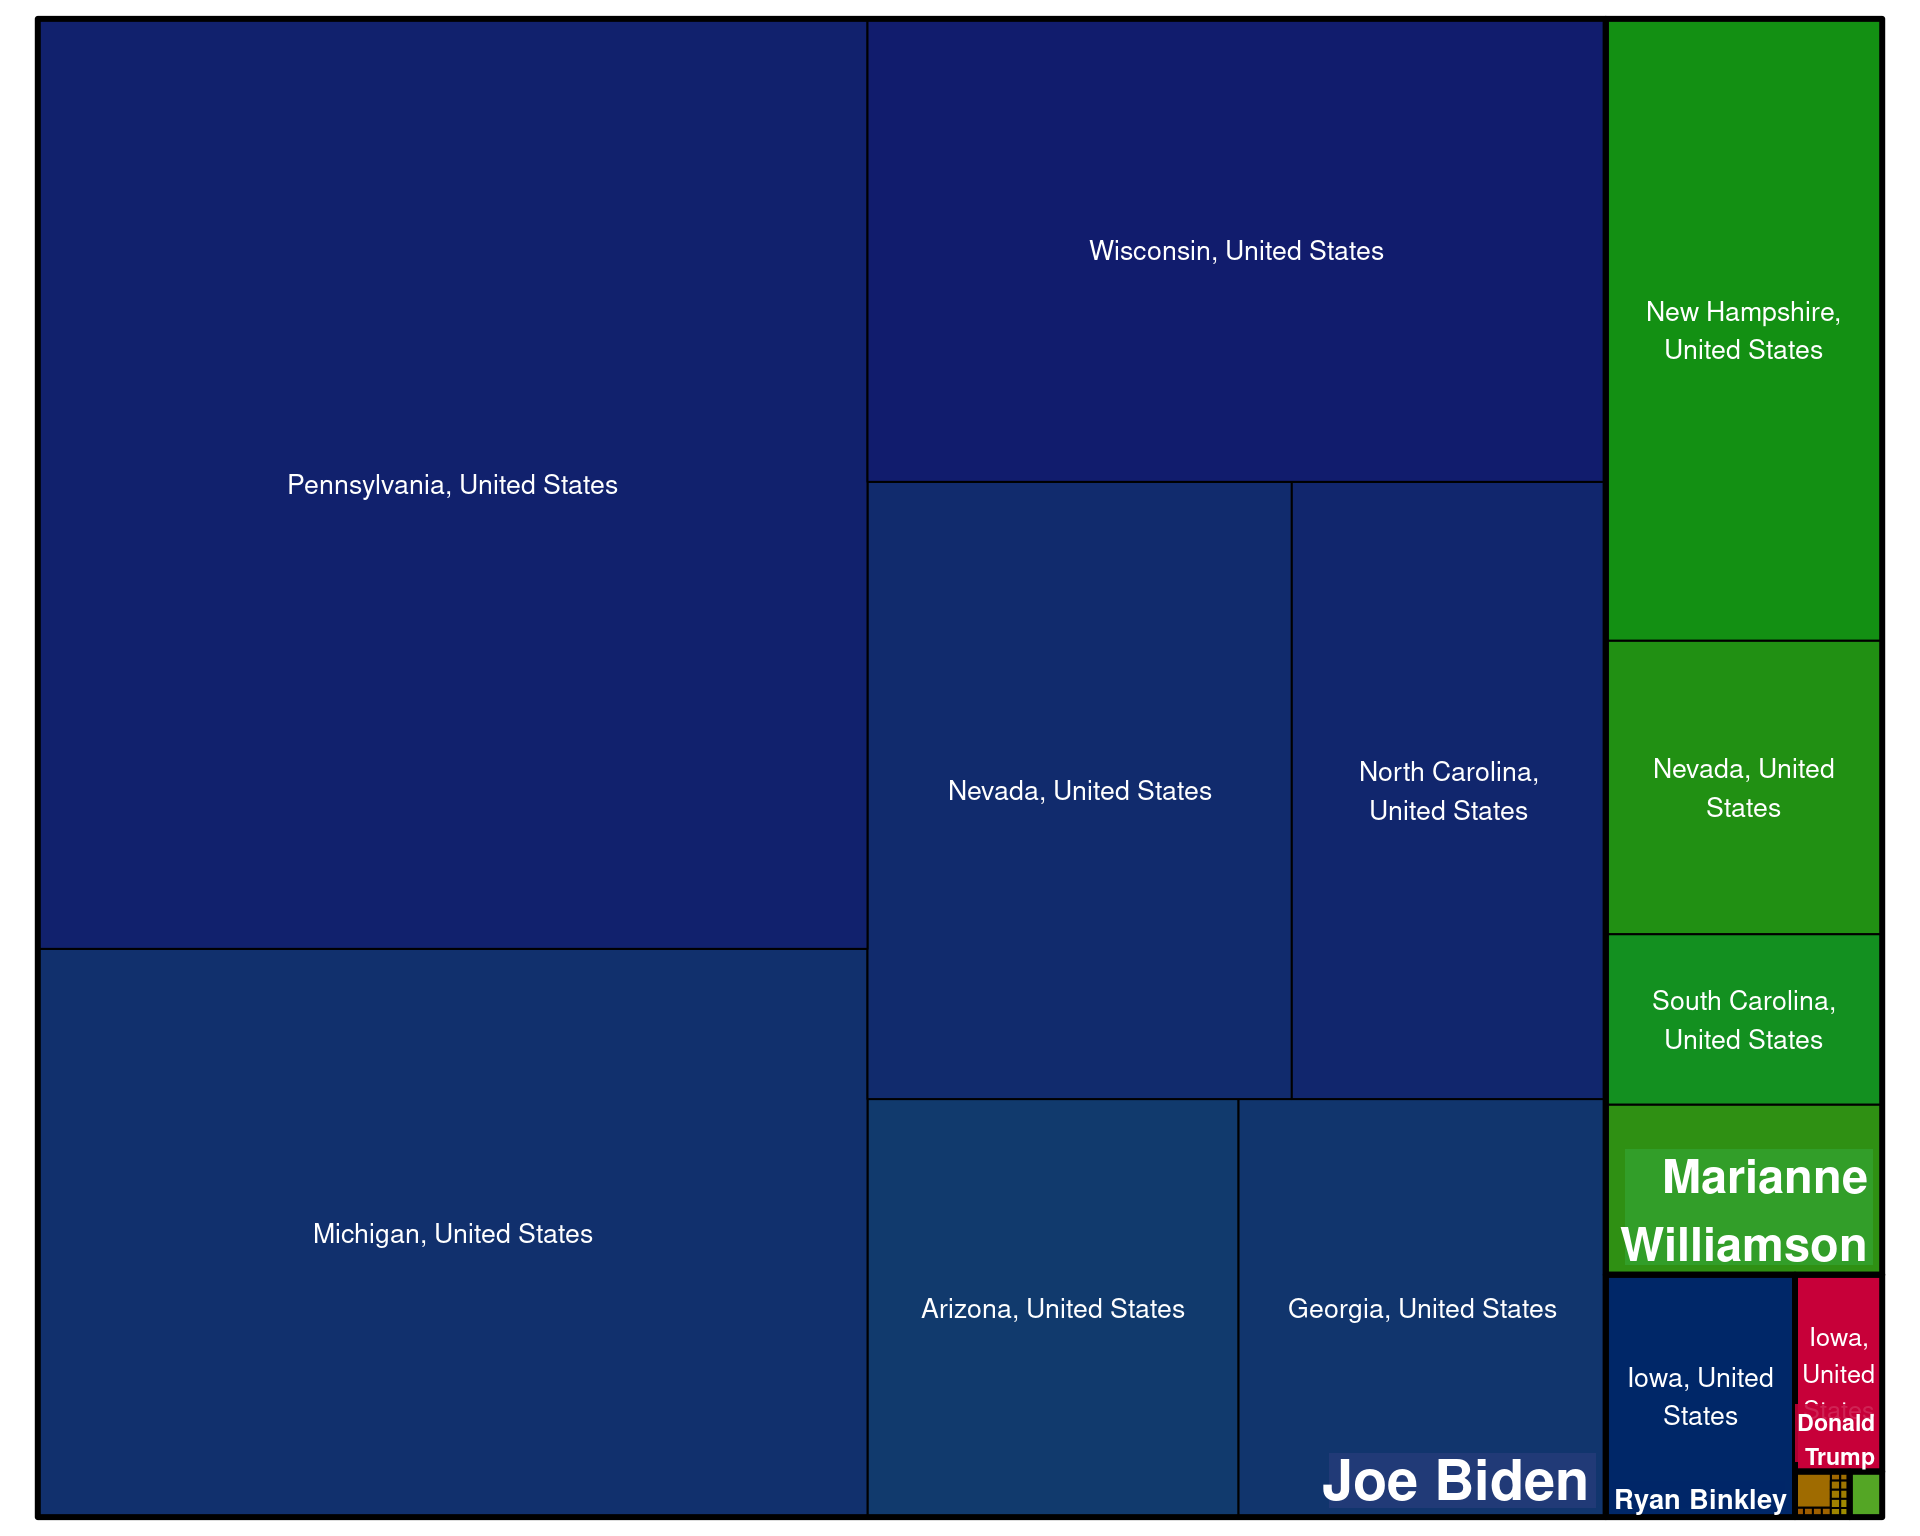 Pennsylvania, United States
Michigan, United States
Wisconsin, United States
Nevada, United States
North Carolina,
United States
Arizona, United States
Georgia, United States
Joe Biden
New Hampshire,
United States
Nevada, United
States
South Carolina,
United States
Marianne
Williamson
Iowa, United
States
Ryan Binkley
Iowa,
United
States
Donald
Trump